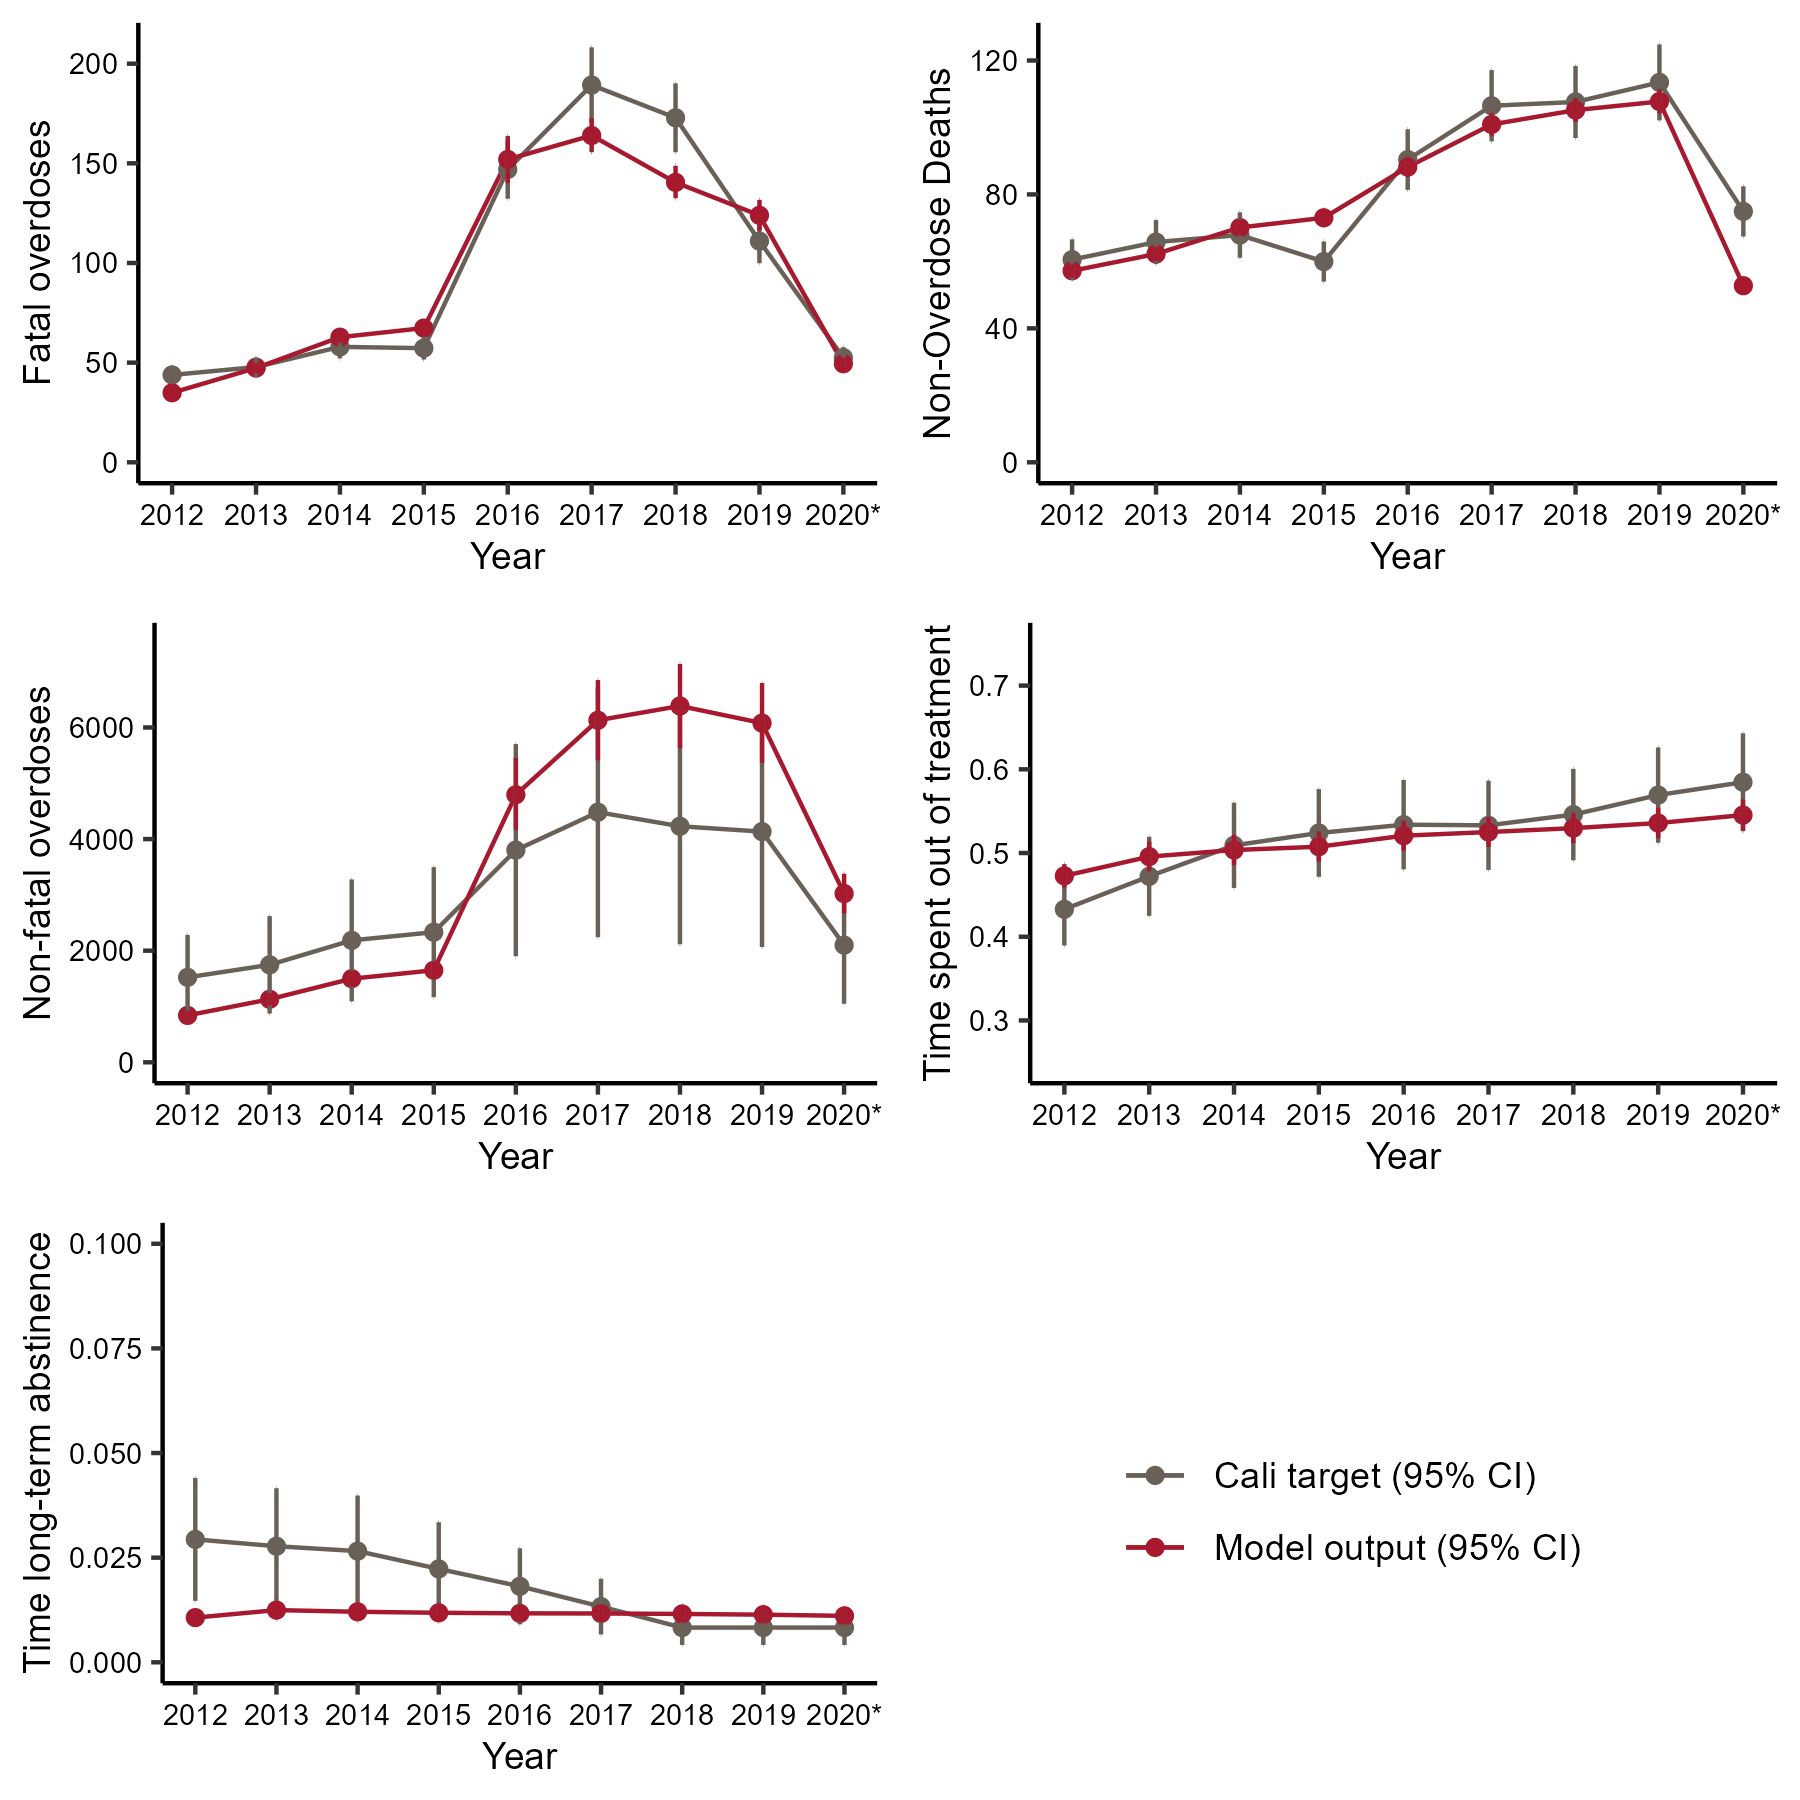 Fatal overdoses
200
150
100
50
0
2012 2013 2014 2015 2016 2017 2018 2019 2020*
Year
Non-Overdose Deaths
120
80
40
0
2012 2013 2014 2015 2016 2017 2018 2019 2020*
Year
Non-fatal overdoses
6000
4000
2000
0
2012 2013 2014 2015 2016 2017 2018 2019 2020*
Year
Time spent out of treatment
0.7
0.6
0.5
0.4
0.3
2012 2013 2014 2015 2016 2017 2018 2019 2020*
Year
Time long-term abstinence
0.100
0.075
0.050
0.025
0.000
2012 2013 2014 2015 2016 2017 2018 2019 2020*
Year
Cali target (95% CI)
Model output (95% CI)